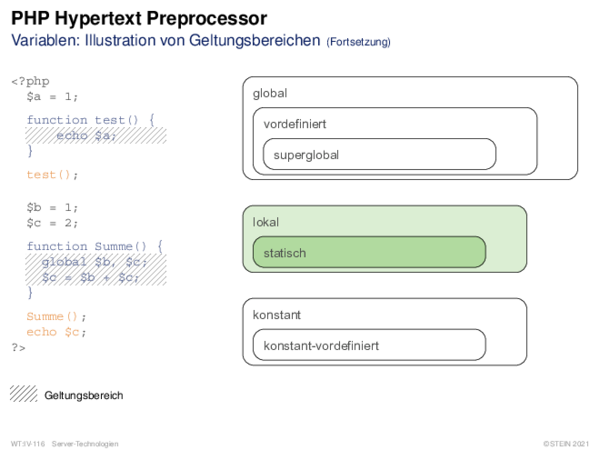 PHP Hypertext Preprocessor
Variablen: Illustration von Geltungsbereichen (Fortsetzung)
<?php
$a = 1;
function test() {
echo $a;
}
test();
$b = 1;
$c = 2;
function Summe() {
global $b, $c;
$c = $b + $c;
}
Summe();
echo $c;
?>
Geltungsbereich
global
vordefiniert
superglobal
lokal
statisch
konstant
konstant-vordefiniert
WT:IV-116 Server-Technologien
©STEIN 2021